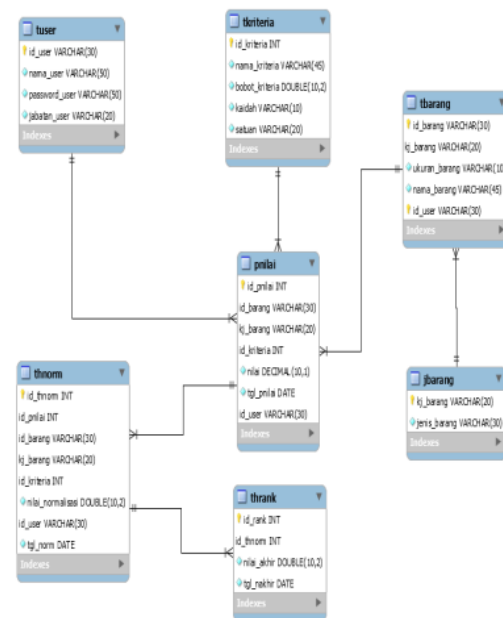 tuser
id_user VARCHAR(30)
nama_user VARCHAR(50)
password_user VARCHAR(50)
jabatan_user VARCHAR(20)
Indexes
tkriteria
id_kriteria INT
nama_kriteria VARCHAR(45)
bobot_kriteria DOUBLE(10,2)
kaidah VARCHAR(10)
satuan VARCHAR(20)
Indexes
tbarang
id_barang VARCHAR(30)
kj_barang VARCHAR(20)
ukuran_barang VARCHAR(10
nama_barang VARCHAR(45)
id_user VARCHAR(30)
Indexes
pnilai
id_pnilai INT
id_barang VARCHAR(30)
kj_barang VARCHAR(20)
id_kriteria INT
nilai DECIMAL(10,1)
tgl_pnilai DATE
id_user VARCHAR(30)
Indexes
thnorm
id_thnorm INT
id_pnilai INT
id_barang VARCHAR(30)
kj_barang VARCHAR(20)
id_kriteria INT
nilai_normalisasi DOUBLE(10,2)
id_user VARCHAR(30)
tgl_norm DATE
Indexes
jbarang
kj_barang VARCHAR(20)
jenis_barang VARCHAR(30)
Indexes
thrank
id_rank INT
id_thnorm INT
nilai_akhir DOUBLE(10,2)
tgl_nakhir DATE
Indexes